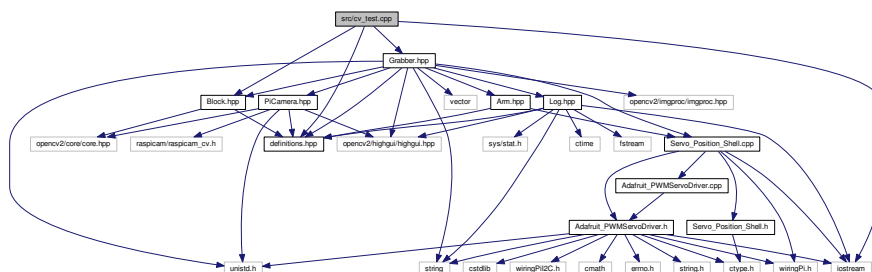 src/cv_test.cpp
Grabber.hpp
Block.hpp
PiCamera.hpp
vector
Arm.hpp
Log.hpp
opencv2/imgproc/imgproc.hpp
opencv2/core/core.hpp
raspicam/raspicam_cv.h
definitions.hpp
opencv2/highgui/highgui.hpp
sys/stat.h
ctime
fstream
Servo_Position_Shell.cpp
Adafruit_PWMServoDriver.cpp
Adafruit_PWMServoDriver.h
Servo_Position_Shell.h
unistd.h
string
cstdlib
wiringPiI2C.h
cmath
errno.h
string.h
ctype.h
wiringPi.h
iostream